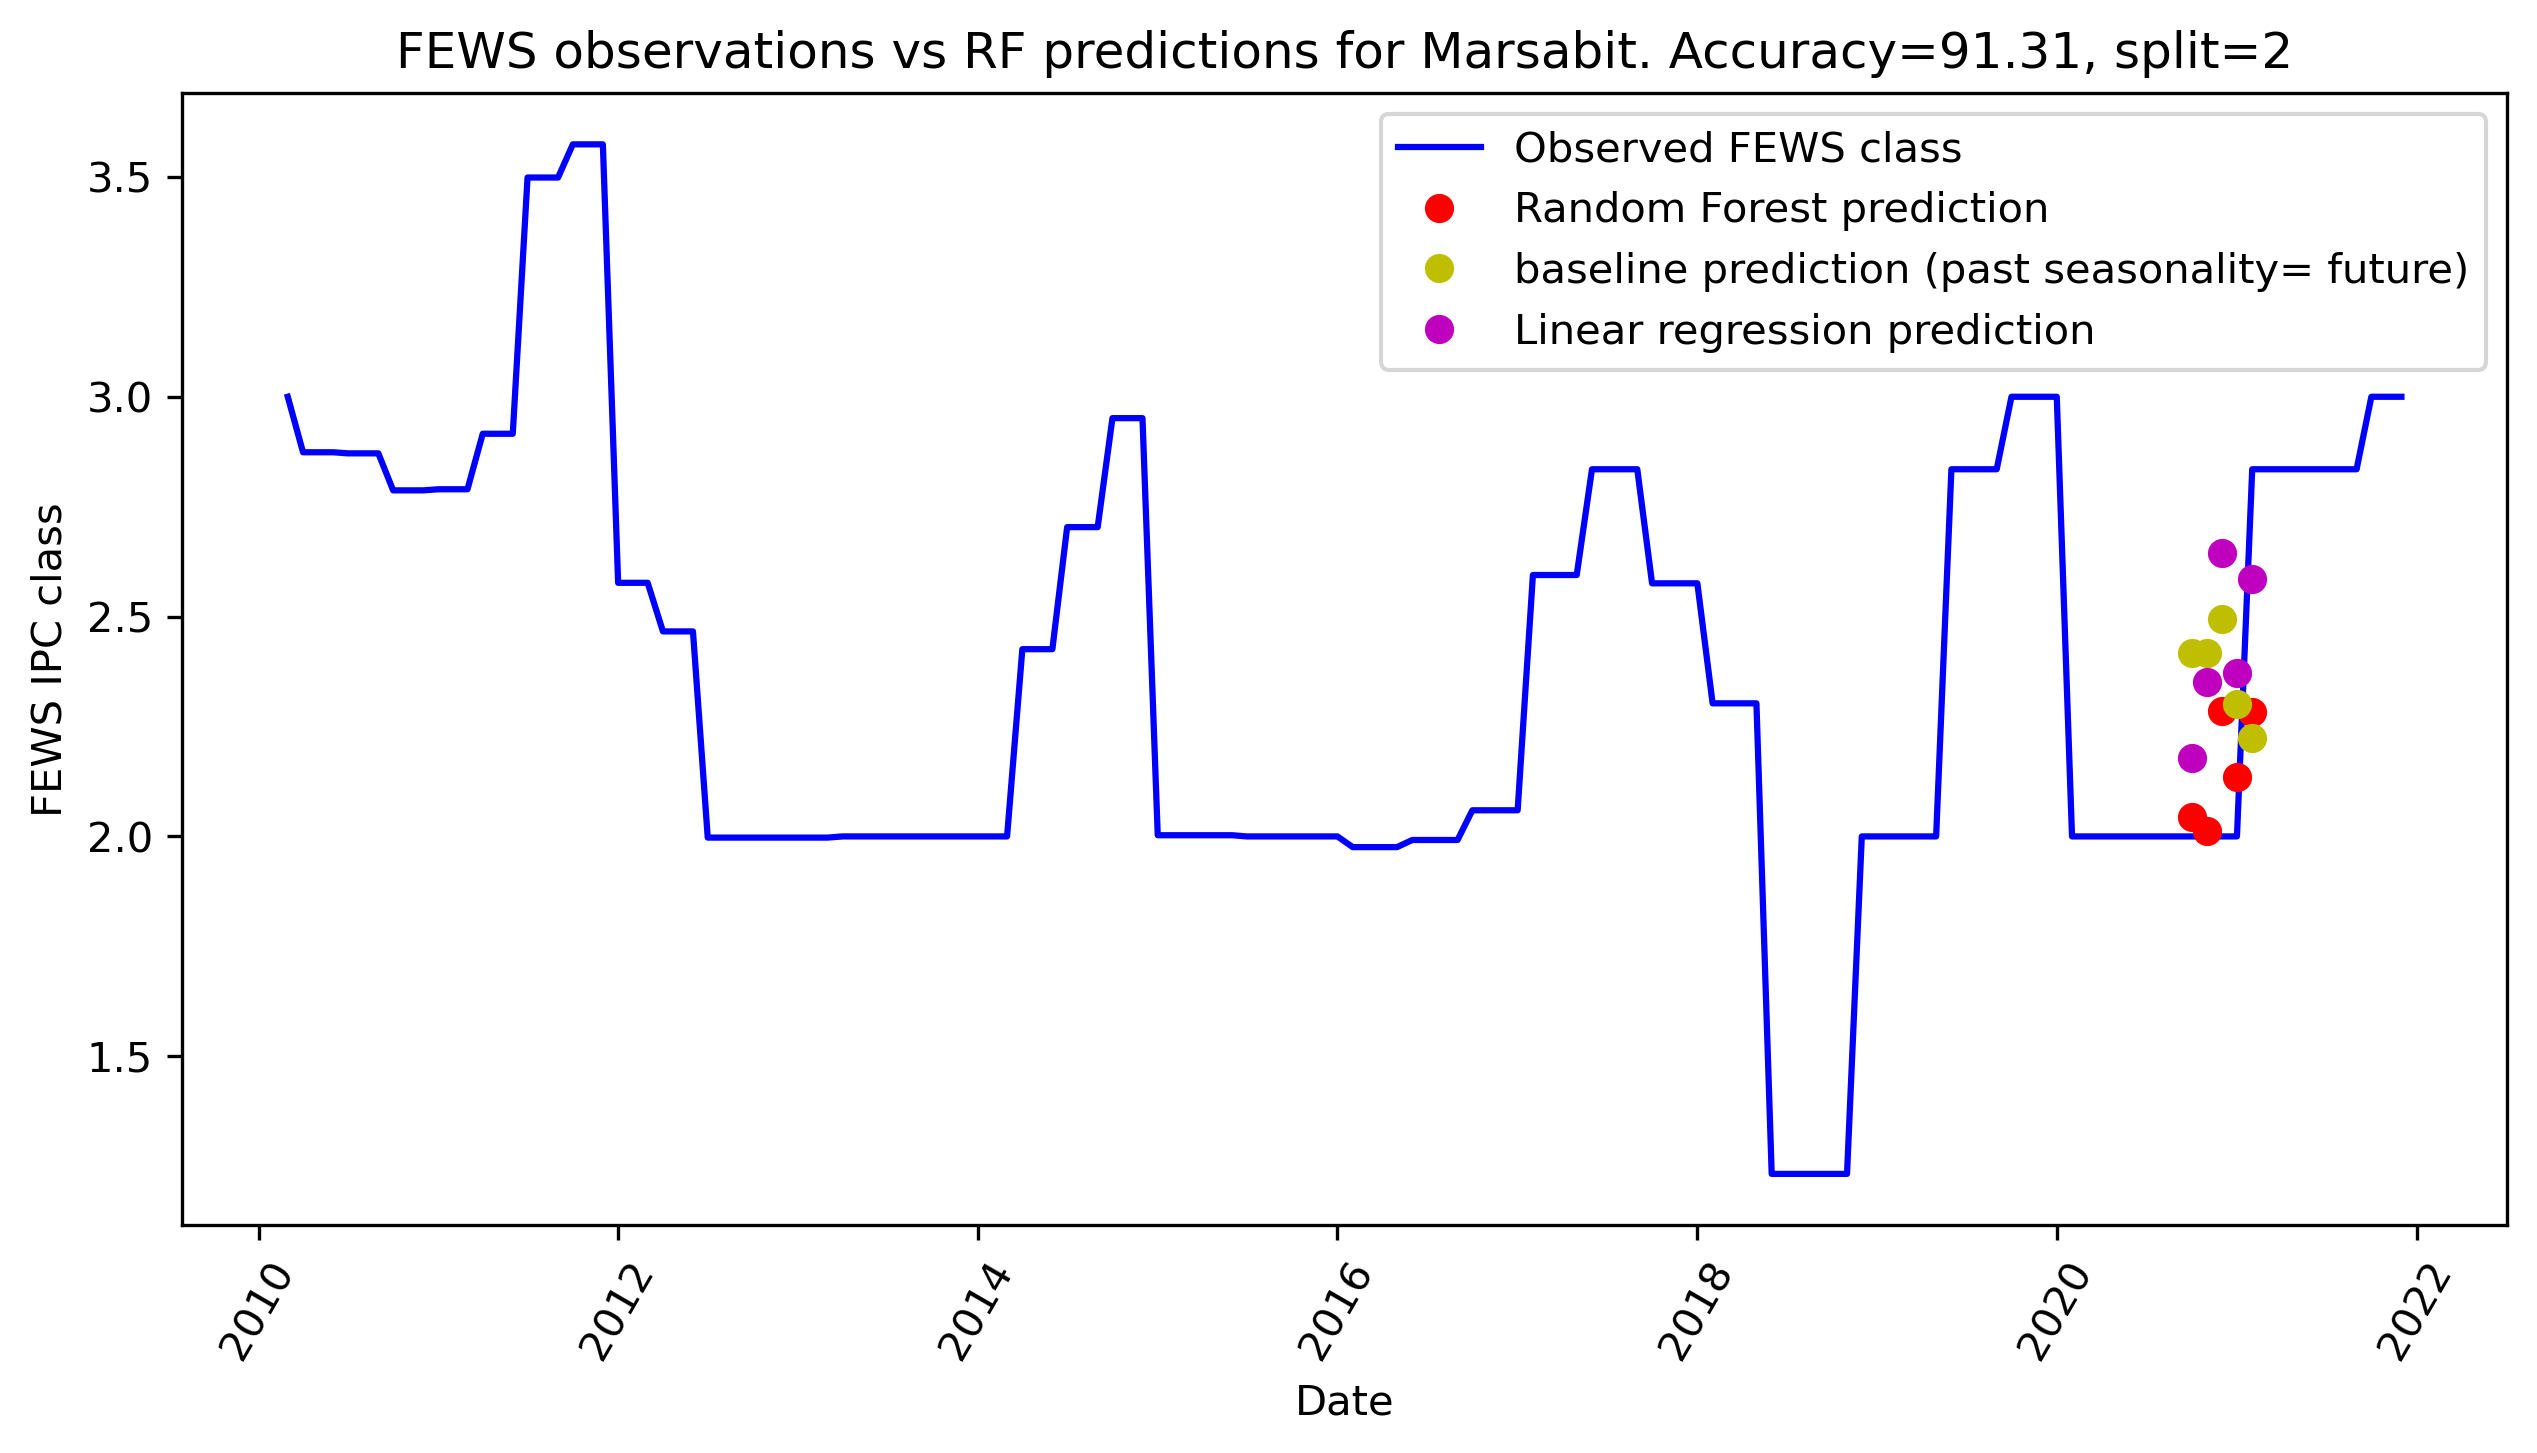 FEWS observations vs RF predictions for Marsabit. Accuracy=91.31, split=2
Observed FEWS class
Random Forest prediction
baseline prediction (past seasonality= future)
Linear regression prediction
FEWS IPC class
3.5
3.0
2.5
2.0
1.5
2010
2012
2014
2016
2018
2020
2022
Date